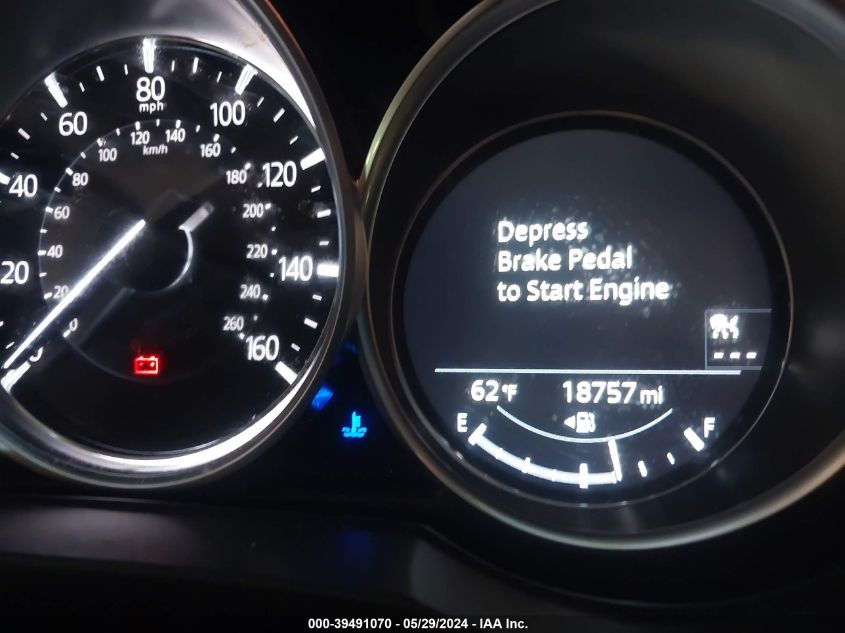 20
40
60
80
mph
100
120
140
160
20
40
60
80
100
120
140
km/h
160
180
200
220
240
260
Depress
Brake Pedal
to Start Engine
---
62°F 18757 mi
E F
000-39491070 - 05/29/2024 - IAA Inc.